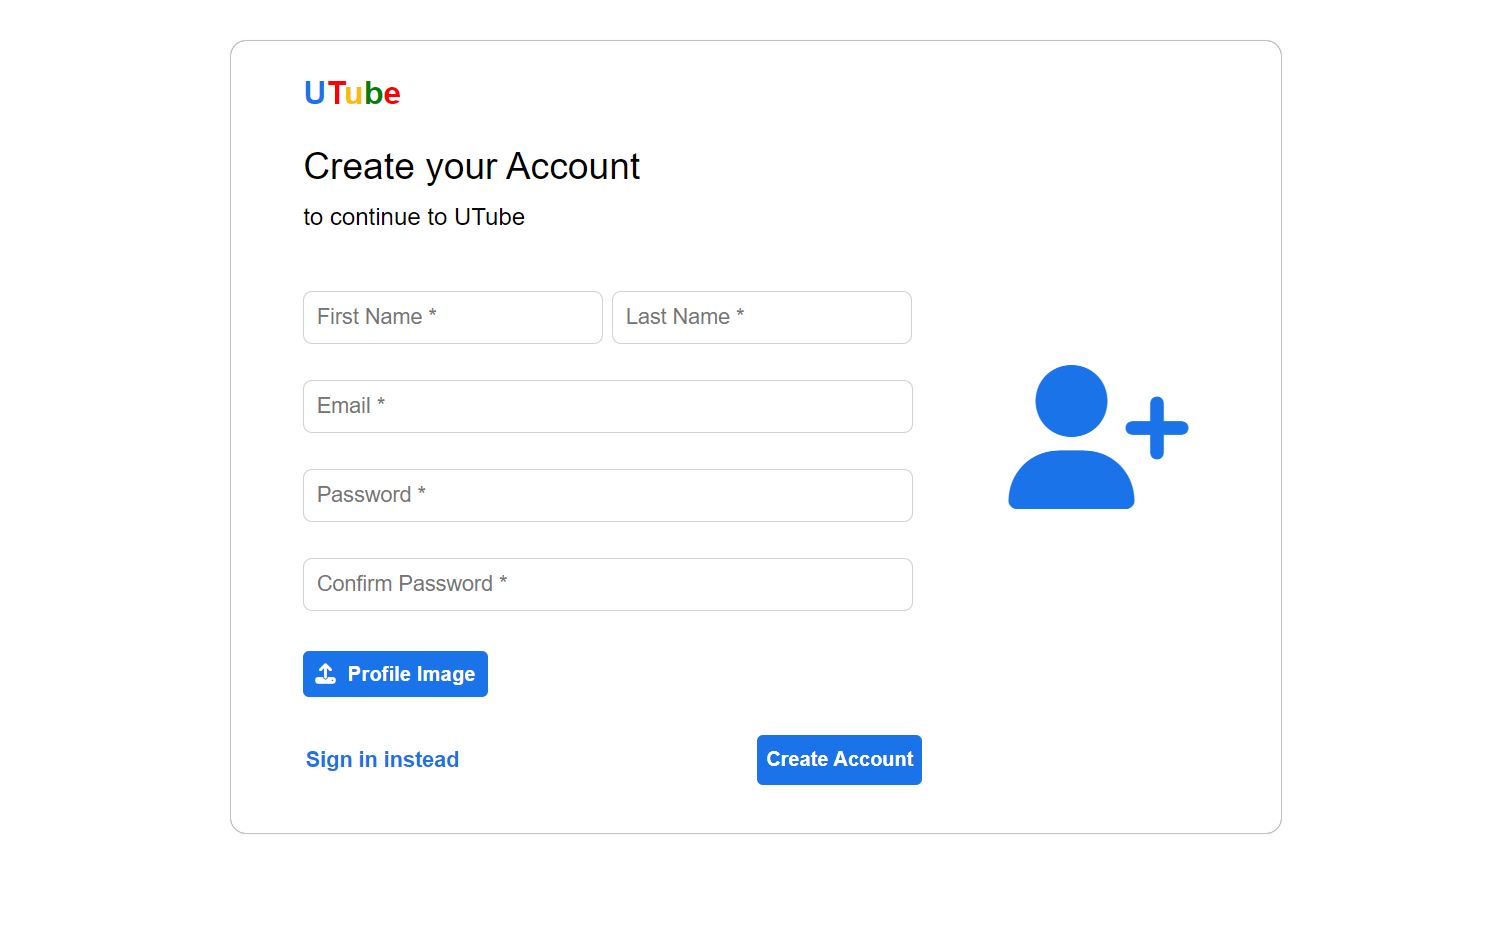 UTube
Create your Account
to continue to UTube
First Name *
Last Name *
Email *
Password *
Confirm Password *
Profile Image
Sign in instead
Create Account